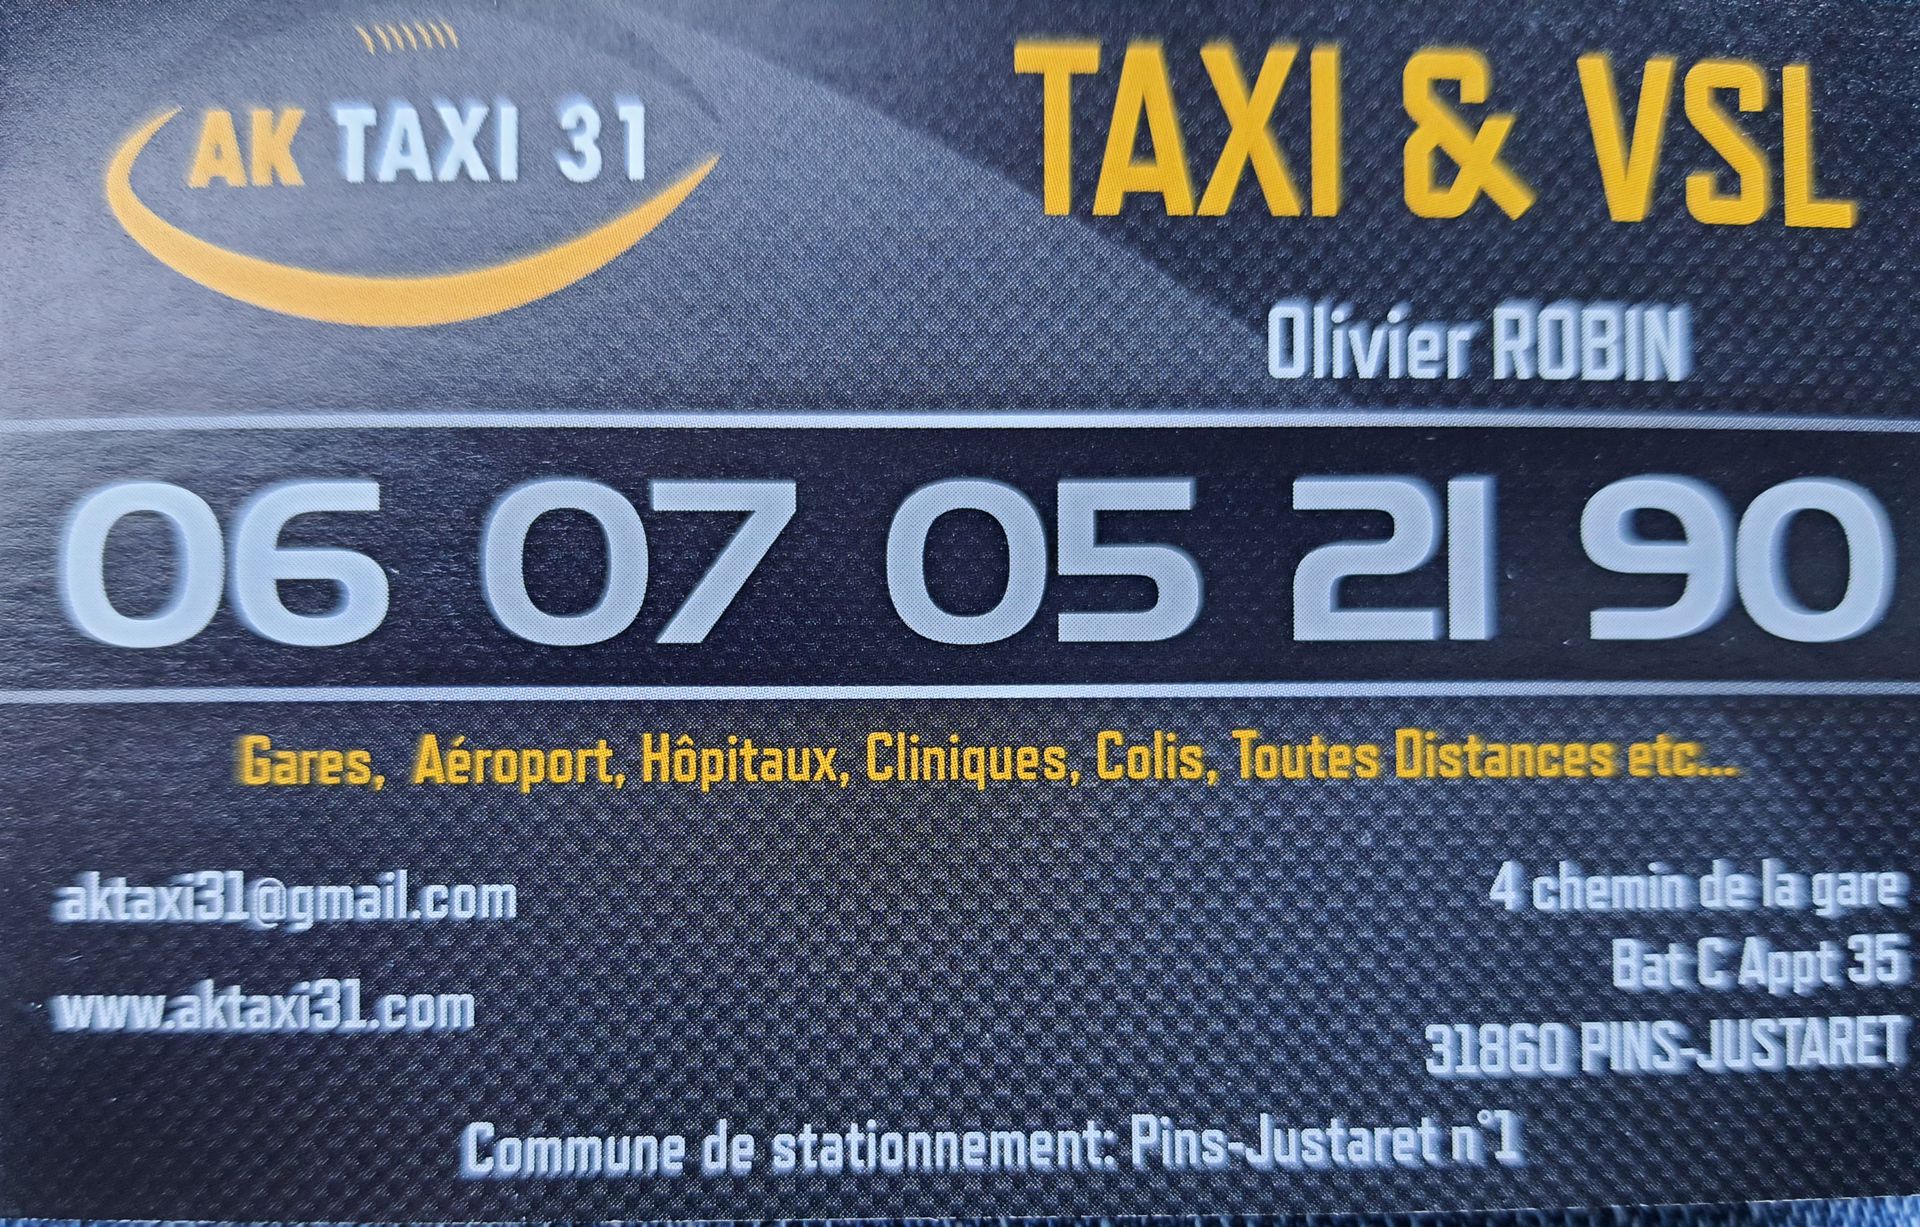 AK TAXI 31
TAXI & VSL
Olivier ROBIN
06 07 05 21 90
Gares, Aéroport, Hôpitaux, Cliniques, Colis, Toutes Distances etc...
aktaxi31@gmail.com
www.aktaxi31.com
4 chemin de la gare
Bat C Appt 35
31860 PINS-JUSTARET
Commune de stationnement: Pins-Justaret n°1